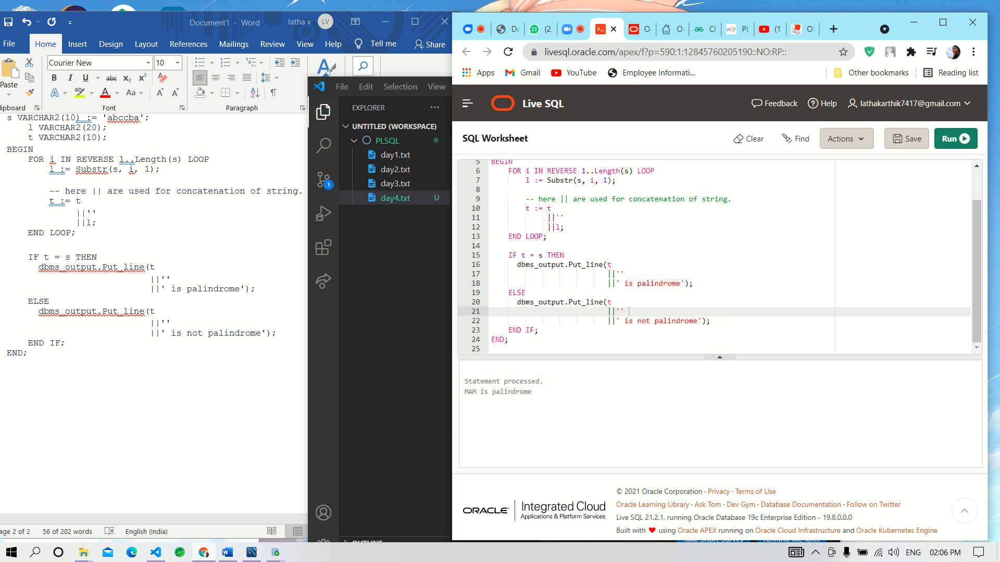 Document1 - Word
latha v
LV
File Home Insert Design Layout References Mailings Review View Help Tell me Share
Courier New 10
Paste
lipboard Font Paragraph
s VARCHAR2(10) := 'abccba';
l VARCHAR2(20);
t VARCHAR2(10);
BEGIN
FOR i IN REVERSE 1..Length(s) LOOP
l := Substr(s, i, 1);
-- here || are used for concatenation of string.
t := t
||''
||l;
END LOOP;
IF t = s THEN
dbms_output.Put_line(t
||''
||' is palindrome');
ELSE
dbms_output.Put_line(t
||''
||' is not palindrome');
END IF;
END;
age 2 of 2 56 of 202 words English (India)
File Edit Selection View
EXPLORER ...
UNTITLED (WORKSPACE)
PLSQL
day1.txt
day2.txt
day3.txt
day4.txt U
1
livesql.oracle.com/apex/f?p=590:1:12845760205190::NO:RP::
Apps Gmail YouTube Employee Informati... Other bookmarks Reading list
Live SQL Feedback Help lathakarthik7417@gmail.com
SQL Worksheet Clear Find Actions Save Run
5 BEGIN
6 FOR i IN REVERSE 1..Length(s) LOOP
7 l := Substr(s, i, 1);
8
9 -- here || are used for concatenation of string.
10 t := t
11 ||''
12 ||l;
13 END LOOP;
14
15 IF t = s THEN
16 dbms_output.Put_line(t
17 ||''
18 ||' is palindrome');
19 ELSE
20 dbms_output.Put_line(t
21 ||''
22 ||' is not palindrome');
23 END IF;
24 END;
25
Statement processed.
MAM is palindrome
ORACLE Integrated Cloud
Applications & Platform Services
© 2021 Oracle Corporation · Privacy · Terms of Use
Oracle Learning Library · Ask Tom · Dev Gym · Database Documentation · Follow on Twitter
Live SQL 21.2.1, running Oracle Database 19c Enterprise Edition - 19.8.0.0.0
Built with ❤ using Oracle APEX running on Oracle Cloud Infrastructure and Oracle Kubernetes Engine
ENG 02:06 PM